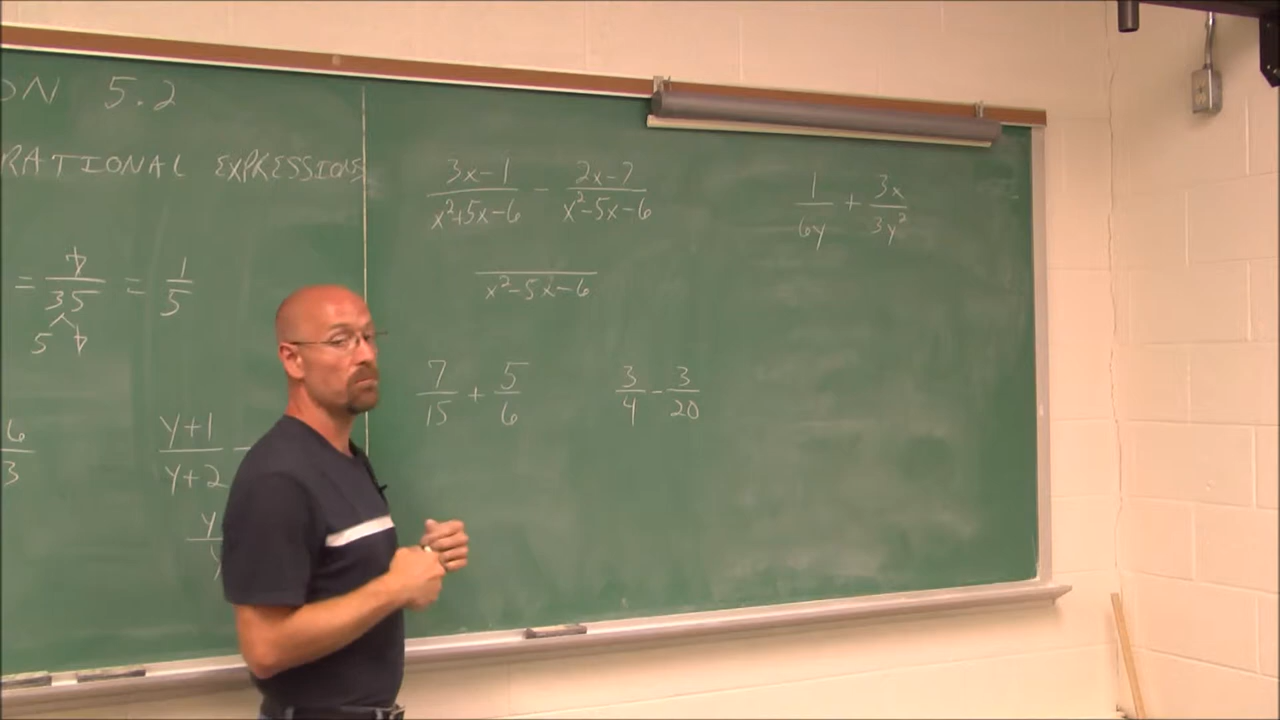 ON 5.2
RATIONAL EXPRESSIONS
= 4/35 = 1/5
5 4
6/3
y+1/y+2 -
y
(3x-1)/(x²+5x-6) - (2x-7)/(x²-5x-6)
/(x²-5x-6)
7/15 + 5/6
3/4 - 3/20
1/6y + 3x/3y²